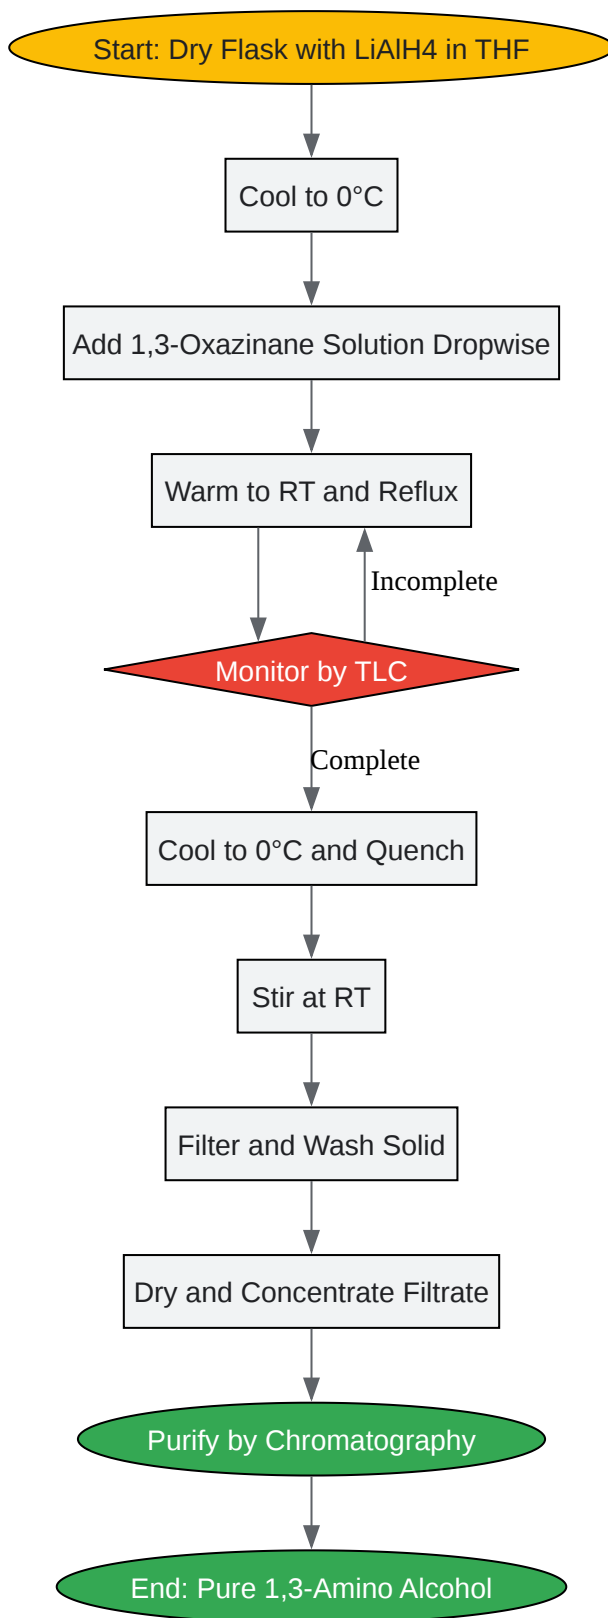 Start: Dry Flask with LiAlH4 in THF
Cool to 0°C
Add 1,3-Oxazinane Solution Dropwise
Warm to RT and Reflux
Incomplete
Monitor by TLC
Complete
Cool to 0°C and Quench
Stir at RT
Filter and Wash Solid
Dry and Concentrate Filtrate
Purify by Chromatography
End: Pure 1,3-Amino Alcohol